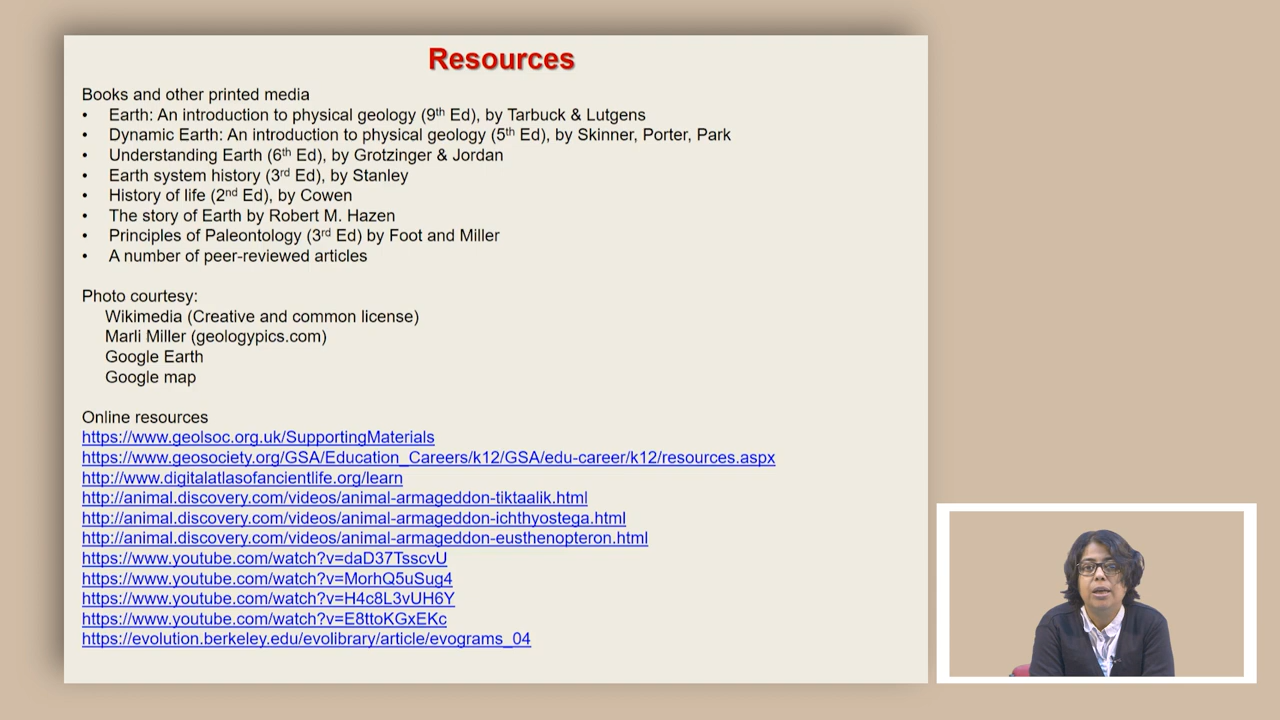 Resources
Books and other printed media
• Earth: An introduction to physical geology (9th Ed), by Tarbuck & Lutgens
• Dynamic Earth: An introduction to physical geology (5th Ed), by Skinner, Porter, Park
• Understanding Earth (6th Ed), by Grotzinger & Jordan
• Earth system history (3rd Ed), by Stanley
• History of life (2nd Ed), by Cowen
• The story of Earth by Robert M. Hazen
• Principles of Paleontology (3rd Ed) by Foot and Miller
• A number of peer-reviewed articles
Photo courtesy:
Wikimedia (Creative and common license)
Marli Miller (geologypics.com)
Google Earth
Google map
Online resources
https://www.geolsoc.org.uk/SupportingMaterials
https://www.geosociety.org/GSA/Education_Careers/k12/GSA/edu-career/k12/resources.aspx
http://www.digitalatlasofancientlife.org/learn
http://animal.discovery.com/videos/animal-armageddon-tiktaalik.html
http://animal.discovery.com/videos/animal-armageddon-ichthyostega.html
http://animal.discovery.com/videos/animal-armageddon-eusthenopteron.html
https://www.youtube.com/watch?v=daD37TsscvU
https://www.youtube.com/watch?v=MorhQ5uSug4
https://www.youtube.com/watch?v=H4c8L3vUH6Y
https://www.youtube.com/watch?v=E8ttoKGxEKc
https://evolution.berkeley.edu/evolibrary/article/evograms_04